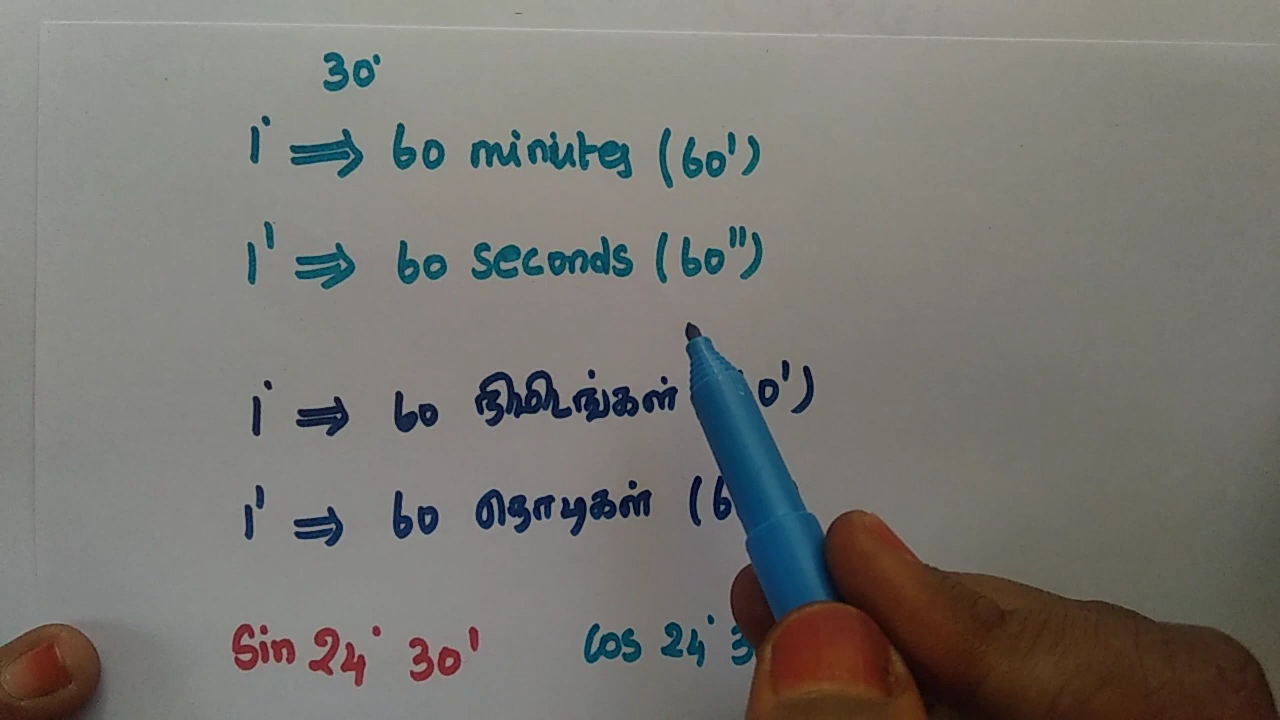 30°
1° ⇒ 60 minutes (60')
1' ⇒ 60 seconds (60")
1° ⇒ 60 நிமிடங்கள் 0')
1' ⇒ 60 நொடிகள் (6
Sin 24° 30' Cos 24° 3